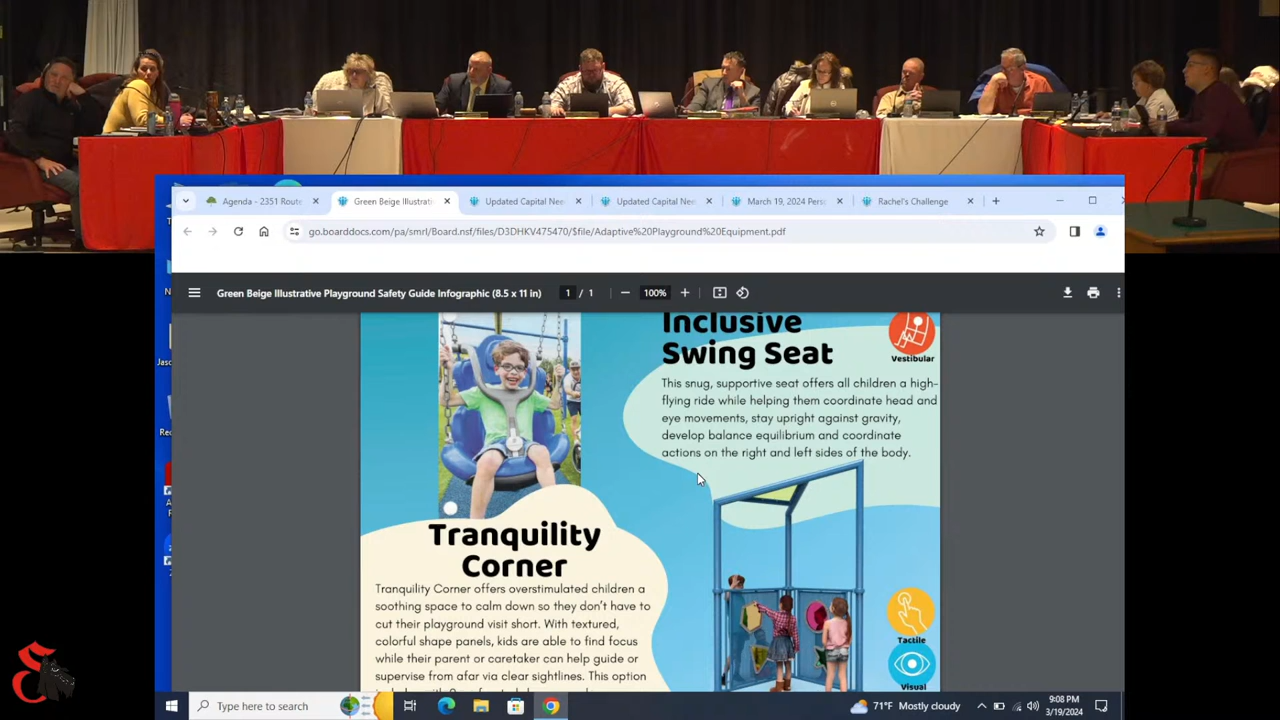 Agenda - 2351 Route
Green Beige Illustrati
Updated Capital Nee
Updated Capital Nee
March 19, 2024 Pers
Rachel's Challenge
go.boarddocs.com/pa/smrl/Board.nsf/files/D3DHKV475470/$file/Adaptive%20Playground%20Equipment.pdf
Green Beige Illustrative Playground Safety Guide Infographic (8.5 x 11 in)
1 / 1
100%
Inclusive
Swing Seat
Vestibular
This snug, supportive seat offers all children a high-
flying ride while helping them coordinate head and
eye movements, stay upright against gravity,
develop balance equilibrium and coordinate
actions on the right and left sides of the body.
Tranquility
Corner
Tranquility Corner offers overstimulated children a
soothing space to calm down so they don't have to
cut their playground visit short. With textured,
colorful shape panels, kids are able to find focus
while their parent or caretaker can help guide or
supervise from afar via clear sightlines. This option
Tactile
Visual
Type here to search
71°F Mostly cloudy
9:08 PM
3/19/2024